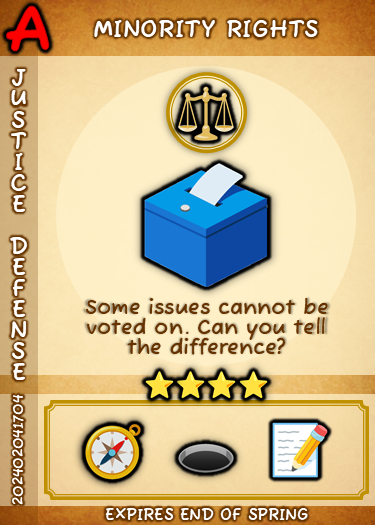 A
MINORITY RIGHTS
JUSTICE DEFENSE
Some issues cannot be
voted on. Can you tell
the difference?
202402041704
EXPIRES END OF SPRING